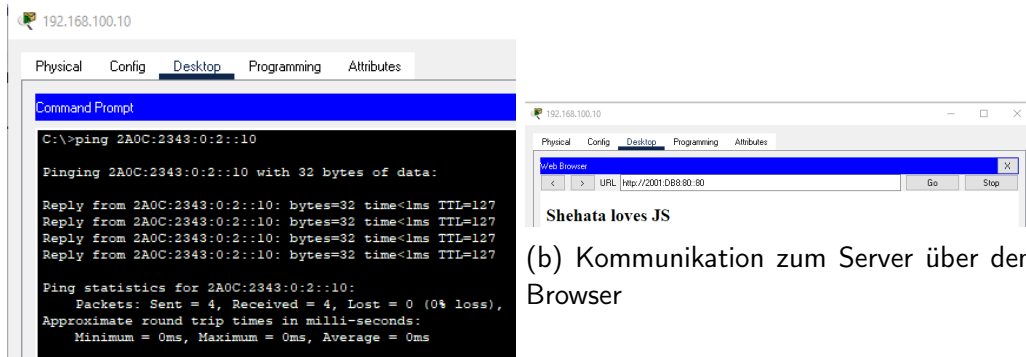 192.168.100.10
Physical Config Desktop Programming Attributes
Command Prompt
C:\>ping 2A0C:2343:0:2::10
Pinging 2A0C:2343:0:2::10 with 32 bytes of data:
Reply from 2A0C:2343:0:2::10: bytes=32 time<1ms TTL=127
Reply from 2A0C:2343:0:2::10: bytes=32 time<1ms TTL=127
Reply from 2A0C:2343:0:2::10: bytes=32 time<1ms TTL=127
Reply from 2A0C:2343:0:2::10: bytes=32 time<1ms TTL=127
Ping statistics for 2A0C:2343:0:2::10:
Packets: Sent = 4, Received = 4, Lost = 0 (0% loss),
Approximate round trip times in milli-seconds:
Minimum = 0ms, Maximum = 0ms, Average = 0ms
192.168.100.10
Physical Config Desktop Programming Attributes
Web Browser X
< > URL http://2001:DB8:80::80 Go Stop
Shehata loves JS
(b) Kommunikation zum Server über den
Browser